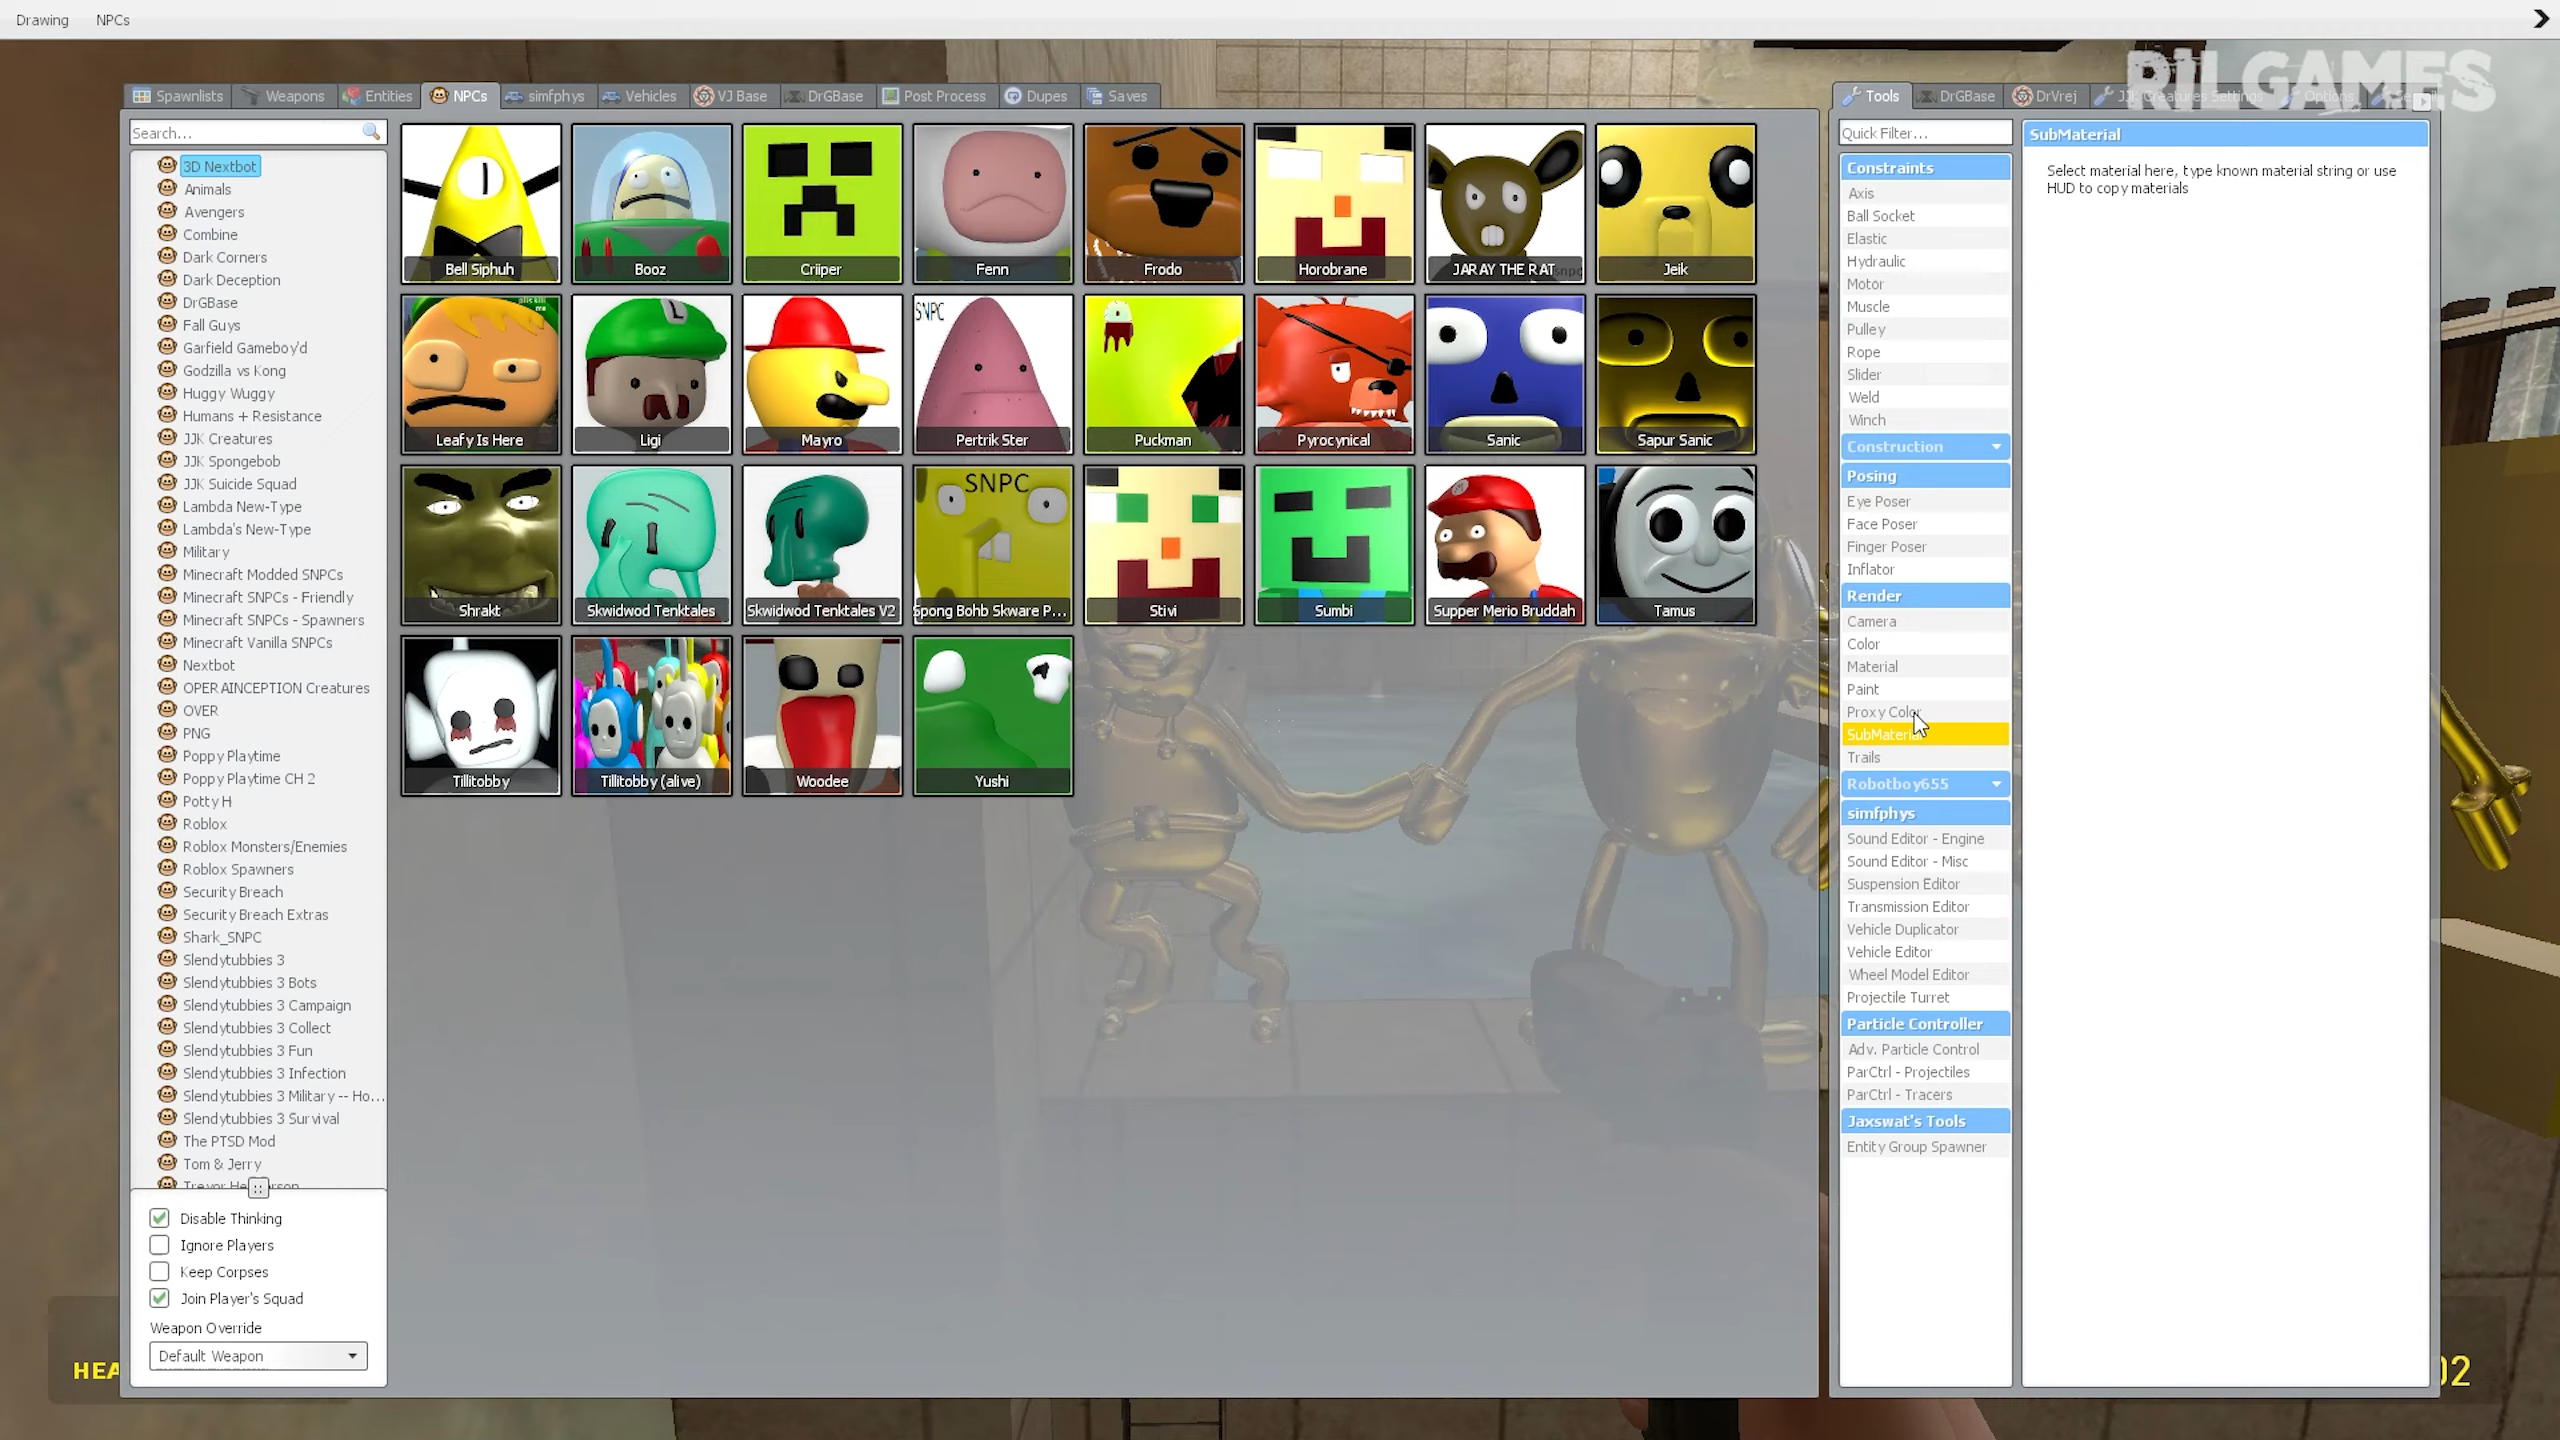 Drawing NPCs
RILGAMES
Spawnlists Weapons Entities NPCs simfphys Vehicles VJ Base DrGBase Post Process Dupes Saves
Search...
3D Nextbot
Animals
Avengers
Combine
Dark Corners
Dark Deception
DrGBase
Fall Guys
Garfield Gameboy'd
Godzilla vs Kong
Huggy Wuggy
Humans + Resistance
JJK Creatures
JJK Spongebob
JJK Suicide Squad
Lambda New-Type
Lambda's New-Type
Military
Minecraft Modded SNPCs
Minecraft SNPCs - Friendly
Minecraft SNPCs - Spawners
Minecraft Vanilla SNPCs
Nextbot
OPERAINCEPTION Creatures
OVER
PNG
Poppy Playtime
Poppy Playtime CH 2
Potty H
Roblox
Roblox Monsters/Enemies
Roblox Spawners
Security Breach
Security Breach Extras
Shark_SNPC
Slendytubbies 3
Slendytubbies 3 Bots
Slendytubbies 3 Campaign
Slendytubbies 3 Collect
Slendytubbies 3 Fun
Slendytubbies 3 Infection
Slendytubbies 3 Military -- Ho...
Slendytubbies 3 Survival
The PTSD Mod
Tom & Jerry
Disable Thinking
Ignore Players
Keep Corpses
Join Player's Squad
Weapon Override
Default Weapon
HEA
Bell Siphuh Booz Criiper Fenn Frodo Horobrane JARAY THE RAT Jeik
SNPC
Leafy Is Here Ligi Mayro Pertrik Ster Puckman Pyrocynical Sanic Sapur Sanic
SNPC
Shrakt Skwidwod Tenktales Skwidwod Tenktales V2 Spong Bohb Skware P... Stivi Sumbi Supper Merio Bruddah Tamus
Tillitobby Tillitobby (alive) Woodee Yushi
Tools DrGBase DrVrej JJK Creatures Settings Options
Quick Filter...
Constraints
Axis
Ball Socket
Elastic
Hydraulic
Motor
Muscle
Pulley
Rope
Slider
Weld
Winch
Construction
Posing
Eye Poser
Face Poser
Finger Poser
Inflator
Render
Camera
Color
Material
Paint
Proxy Color
SubMaterial
Trails
Robotboy655
simfphys
Sound Editor - Engine
Sound Editor - Misc
Suspension Editor
Transmission Editor
Vehicle Duplicator
Vehicle Editor
Wheel Model Editor
Projectile Turret
Particle Controller
Adv. Particle Control
ParCtrl - Projectiles
ParCtrl - Tracers
Jaxswat's Tools
Entity Group Spawner
SubMaterial
Select material here, type known material string or use
HUD to copy materials
02